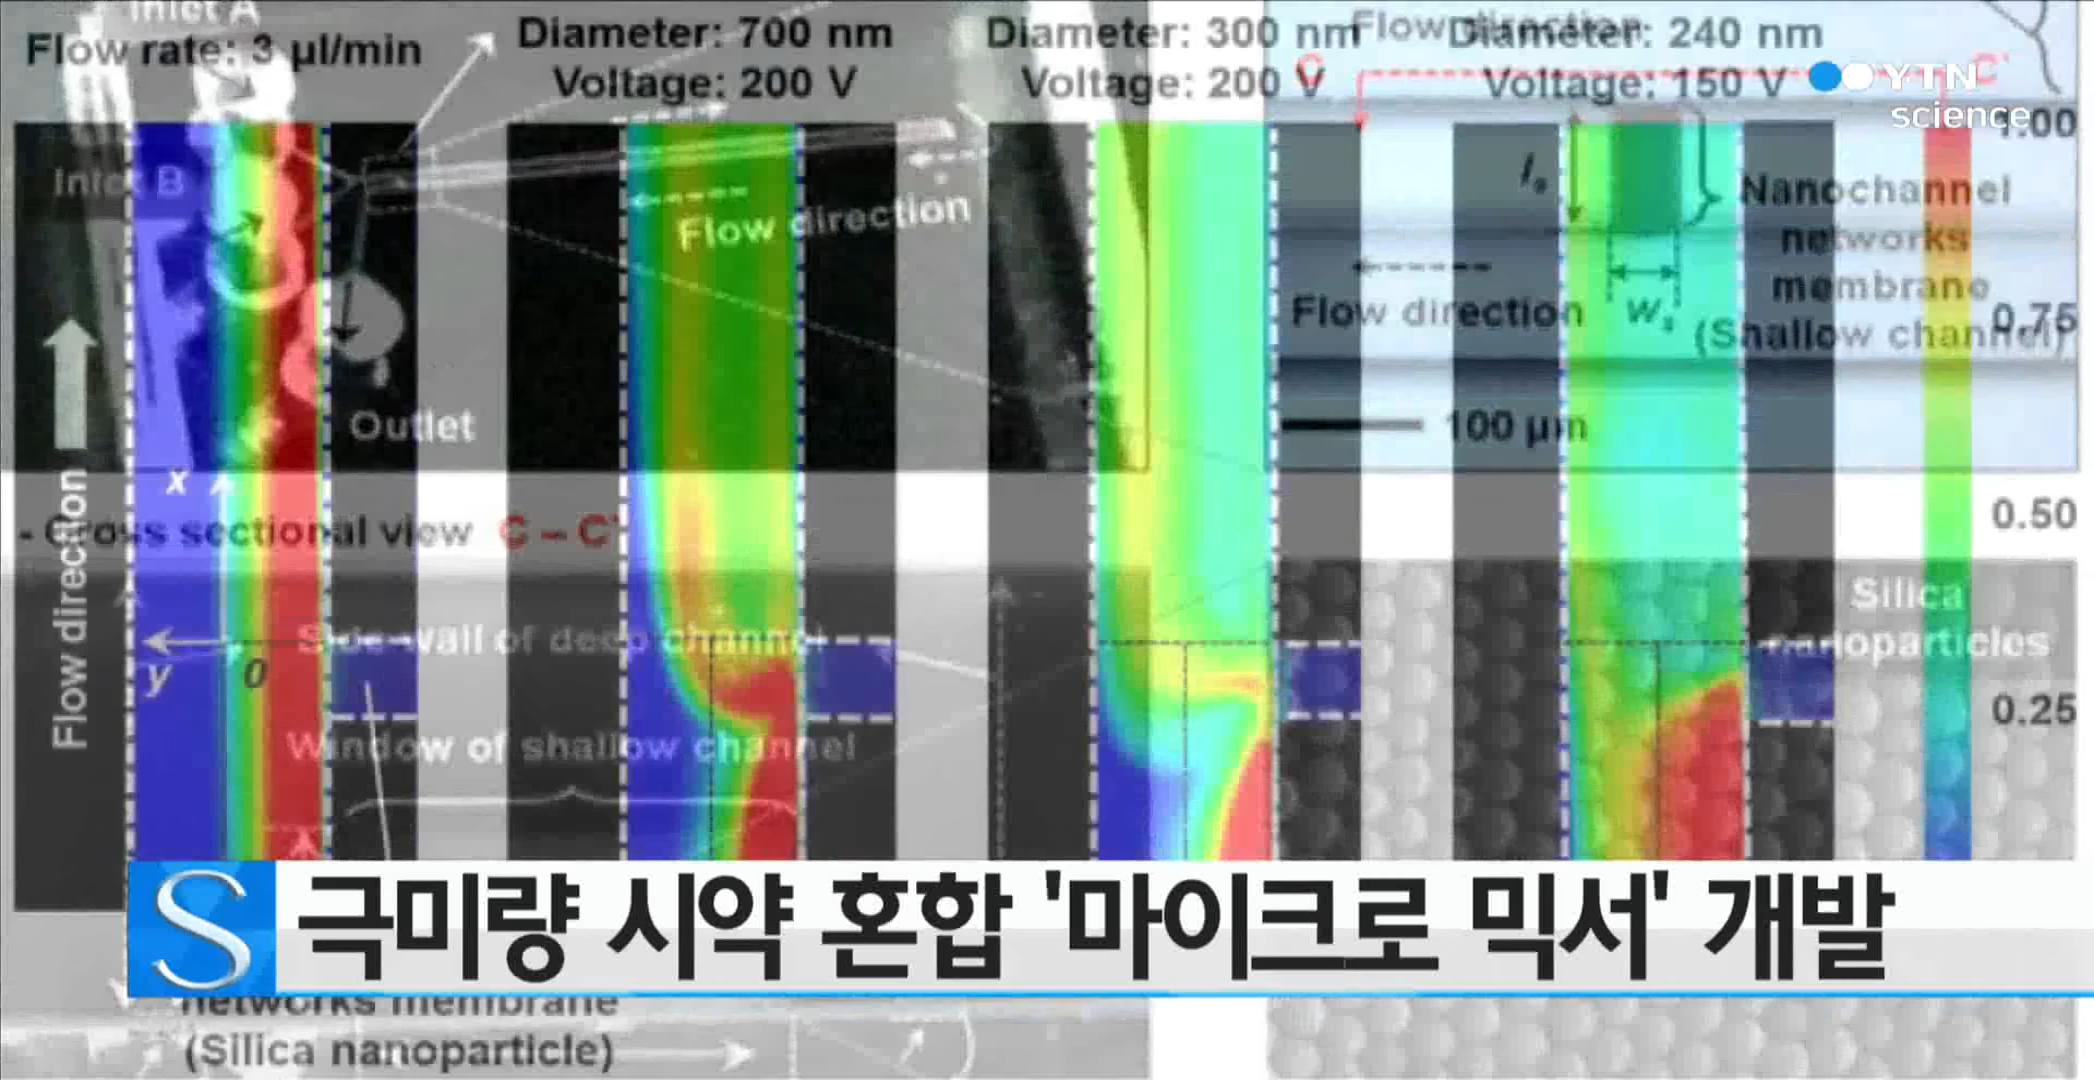 Inlet A
Flow rate: 3 µl/min
Diameter: 700 nm
Voltage: 200 V
Diameter: 300 nm
Voltage: 200 V
Flow direction
Diameter: 240 nm
Voltage: 150 V
C
C'
YTN
science
1.00
Inlet B
Flow direction
Nanochannel
networks
membrane
(Shallow channel)
0.75
Flow direction
Outlet
100 µm
x
0.50
- Cross sectional view C – C'
Flow direction
Silica
nanoparticles
Side-wall of deep channel
y
0
0.25
Window of shallow channel
S 극미량 시약 혼합 '마이크로 믹서' 개발
networks membrane
(Silica nanoparticle)